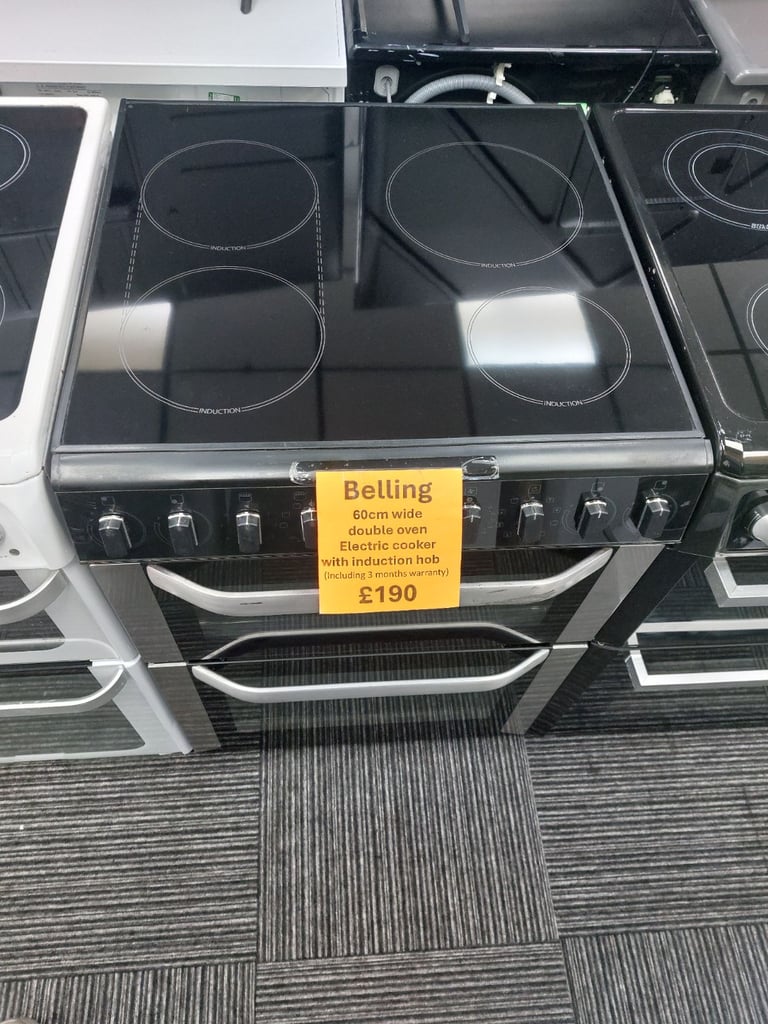 INDUCTION
INDUCTION
INDUCTION
INDUCTION
Belling
60cm wide
double oven
Electric cooker
with induction hob
(Including 3 months warranty)
£190